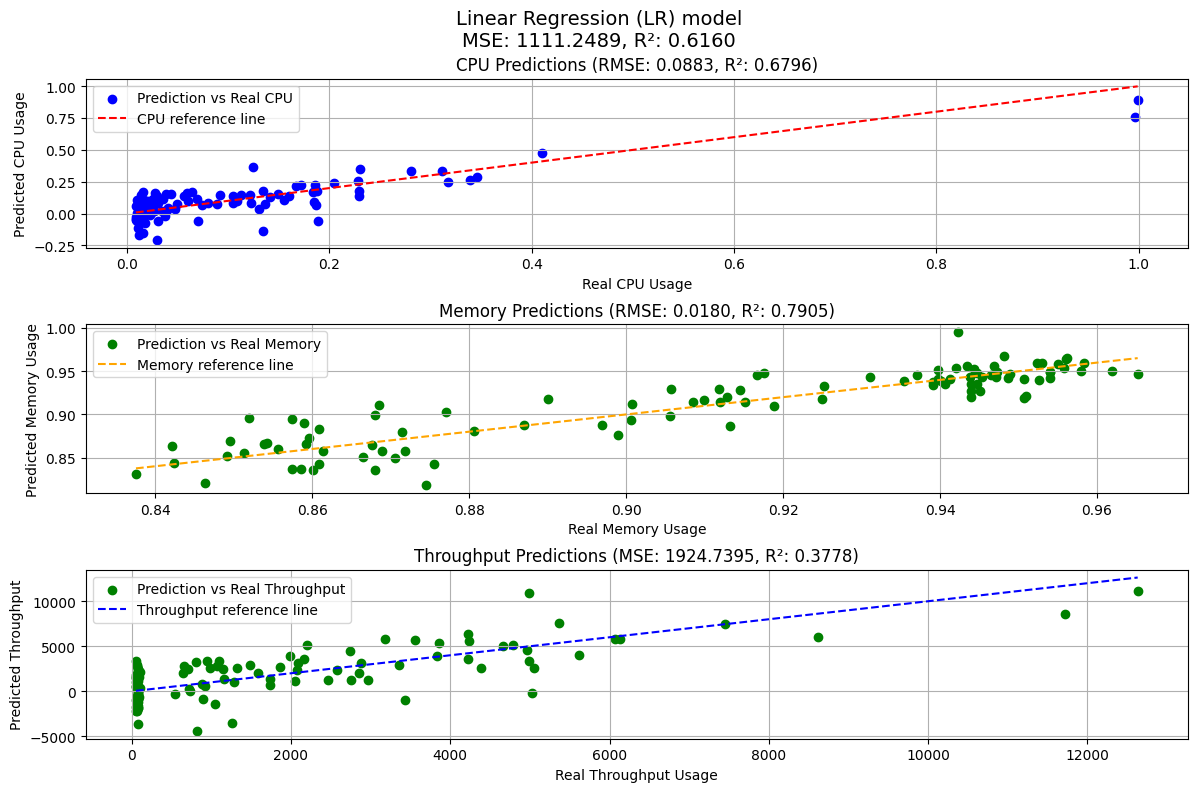 Linear Regression (LR) model
MSE: 1111.2489, R²: 0.6160
CPU Predictions (RMSE: 0.0883, R²: 0.6796)
Predicted CPU Usage
1.00
0.75
0.50
0.25
0.00
−0.25
Prediction vs Real CPU
CPU reference line
0.0 0.2 0.4 0.6 0.8 1.0
Real CPU Usage
Memory Predictions (RMSE: 0.0180, R²: 0.7905)
Predicted Memory Usage
1.00
0.95
0.90
0.85
Prediction vs Real Memory
Memory reference line
0.84 0.86 0.88 0.90 0.92 0.94 0.96
Real Memory Usage
Throughput Predictions (MSE: 1924.7395, R²: 0.3778)
Predicted Throughput
10000
5000
0
−5000
Prediction vs Real Throughput
Throughput reference line
0 2000 4000 6000 8000 10000 12000
Real Throughput Usage